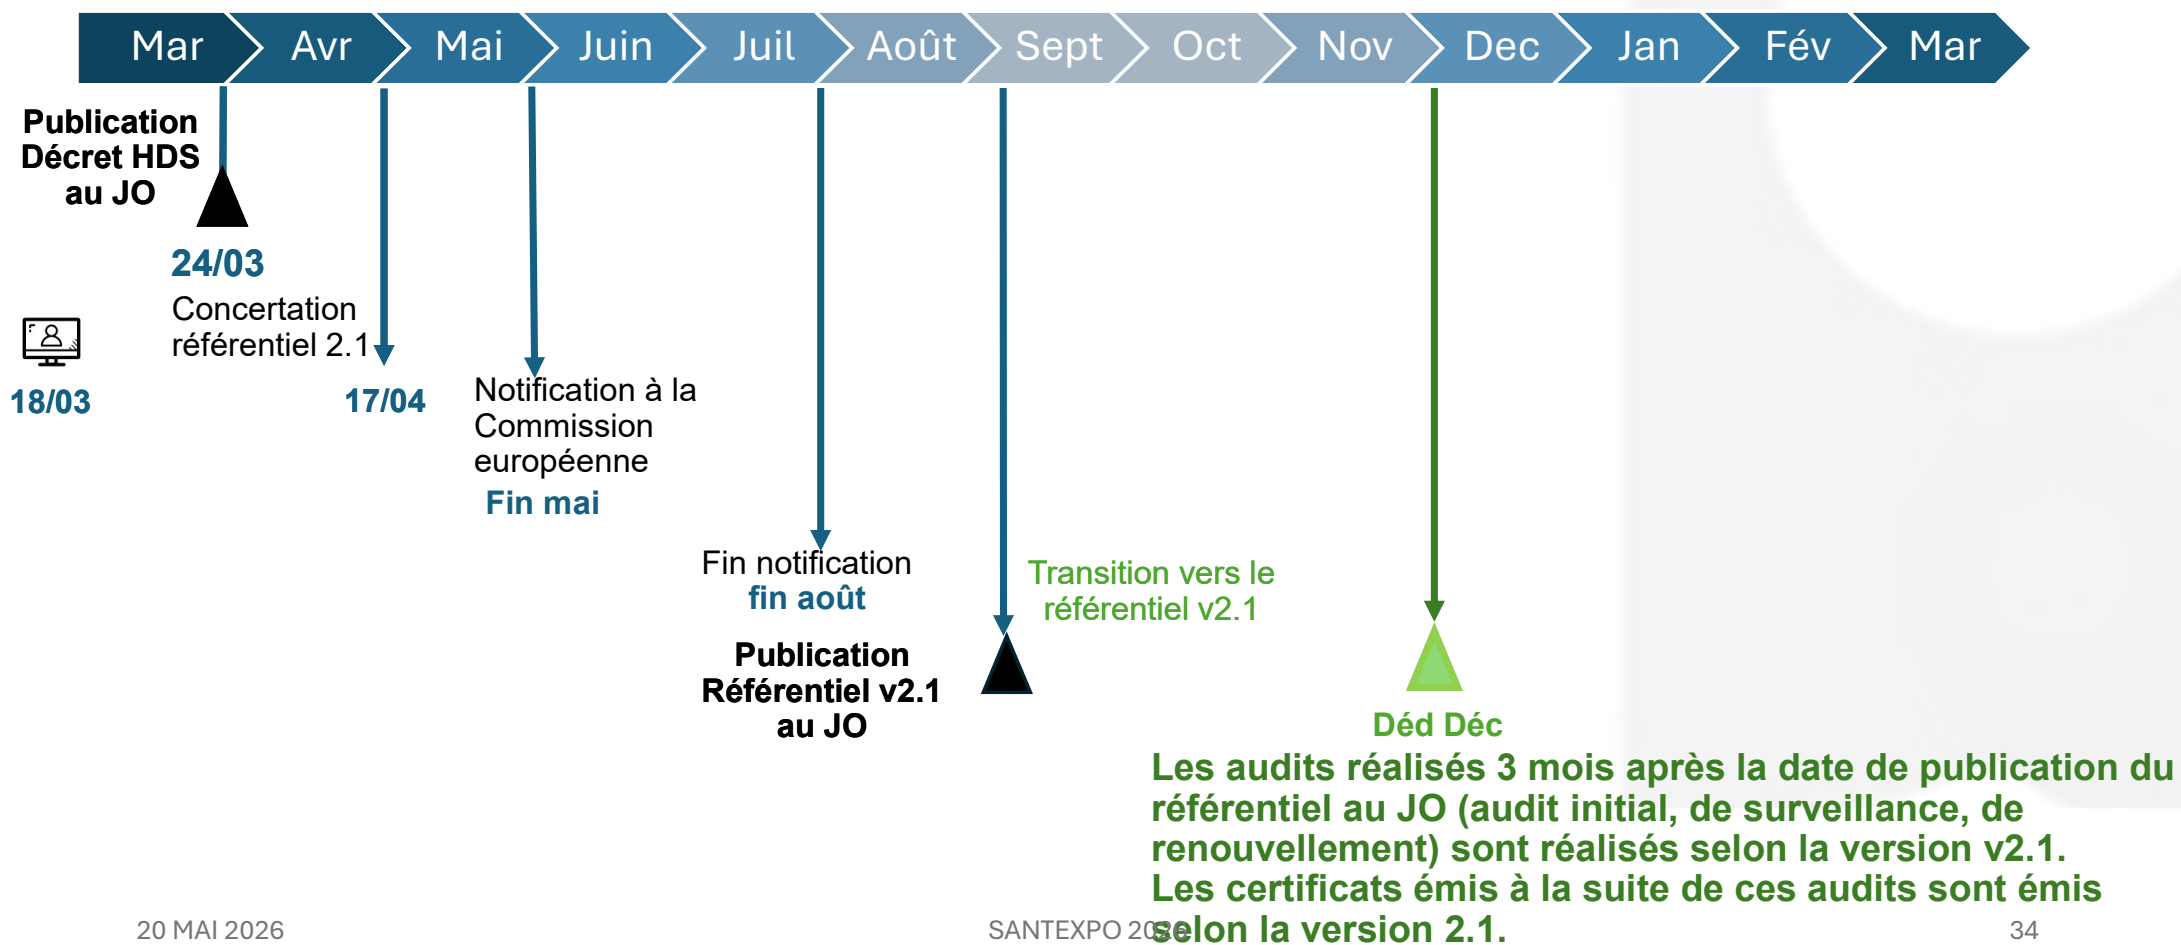 Mar Avr Mai Juin Juil Août Sept Oct Nov Dec Jan Fév Mar
Publication
Décret HDS
au JO
24/03
Concertation
référentiel 2.1
18/03
17/04
Notification à la
Commission
européenne
Fin mai
Fin notification
fin août
Publication
Référentiel v2.1
au JO
Transition vers le
référentiel v2.1
Déd Déc
Les audits réalisés 3 mois après la date de publication du
référentiel au JO (audit initial, de surveillance, de
renouvellement) sont réalisés selon la version v2.1.
Les certificats émis à la suite de ces audits sont émis
selon la version 2.1.
20 MAI 2026
SANTEXPO 2026
34